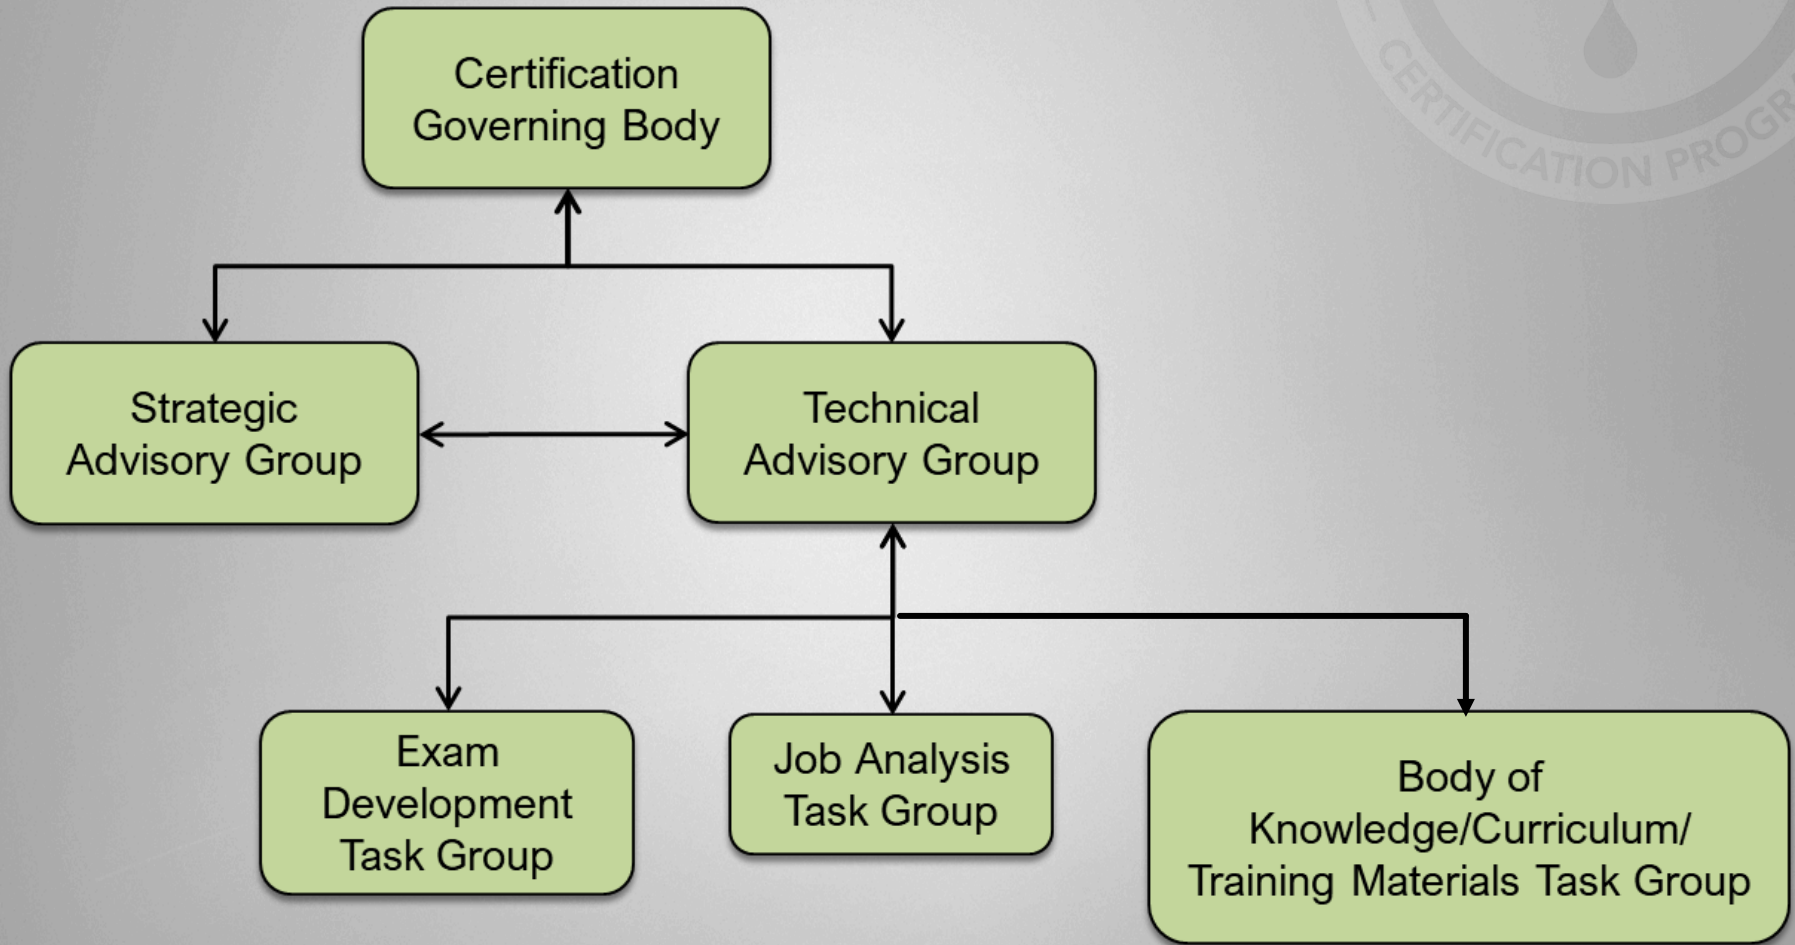 CERTIFICATION
Certification
Governing Body
Strategic
Advisory Group
Technical
Advisory Group
Exam
Development
Task Group
Job Analysis
Task Group
Body of
Knowledge/Curriculum/
Training Materials Task Group